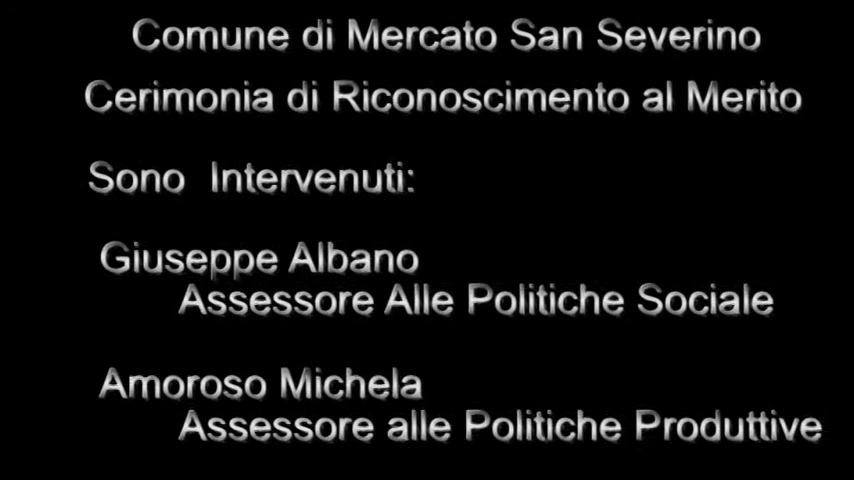 Comune di Mercato San Severino
Cerimonia di Riconoscimento al Merito
Sono Intervenuti:
Giuseppe Albano
Assessore Alle Politiche Sociale
Amoroso Michela
Assessore alle Politiche Produttive